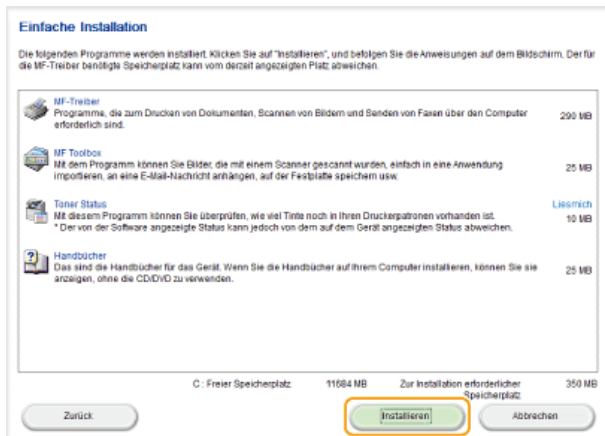 Einfache Installation
Die folgenden Programme werden installiert. Klicken Sie auf "Installieren", und befolgen Sie die Anweisungen auf dem Bildschirm. Der für
die MF-Treiber benötigte Speicherplatz kann vom derzeit angezeigten Platz abweichen.
MF-Treiber
Programme, die zum Drucken von Dokumenten, Scannen von Bildern und Senden von Faxen über den Computer
erforderlich sind.
290 MB
MF Toolbox
Mit dem Programm können Sie Bilder, die mit einem Scanner gescannt wurden, einfach in eine Anwendung
importieren, an eine E-Mail-Nachricht anhängen, auf der Festplatte speichern usw.
25 MB
Toner Status
Liesmich
Mit diesem Programm können Sie überprüfen, wie viel Tinte noch in Ihren Druckerpatronen vorhanden ist.
10 MB
* Der von der Software angezeigte Status kann jedoch von dem auf dem Gerät angezeigten Status abweichen.
Handbücher
Das sind die Handbücher für das Gerät. Wenn Sie die Handbücher auf Ihrem Computer installieren, können Sie sie
anzeigen, ohne die CD/DVD zu verwenden.
25 MB
C : Freier Speicherplatz 11684 MB Zur Installation erforderlicher
Speicherplatz 350 MB
Zurück Installieren Abbrechen